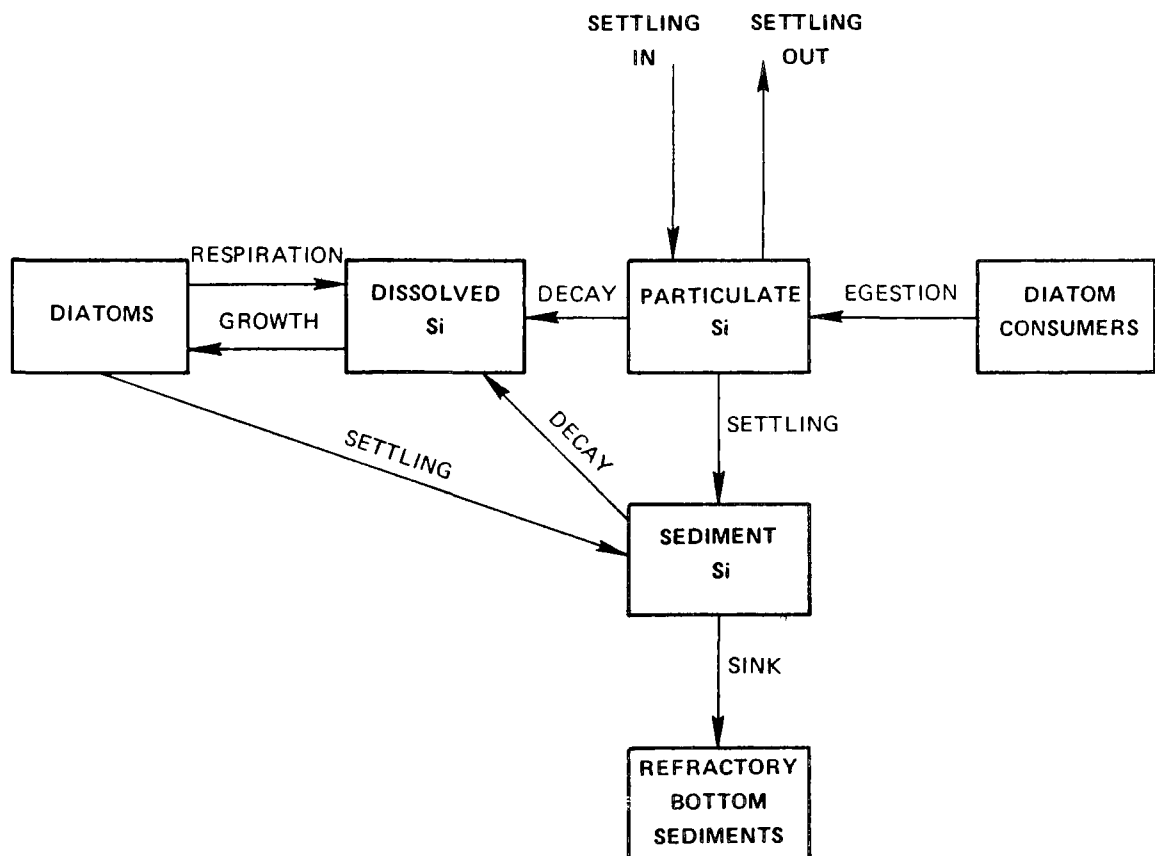 SETTLING
IN
SETTLING
OUT
RESPIRATION
DIATOMS
GROWTH
DISSOLVED
Si
DECAY
PARTICULATE
Si
EGESTION
DIATOM
CONSUMERS
SETTLING
DECAY
SETTLING
SEDIMENT
Si
SINK
REFRACTORY
BOTTOM
SEDIMENTS